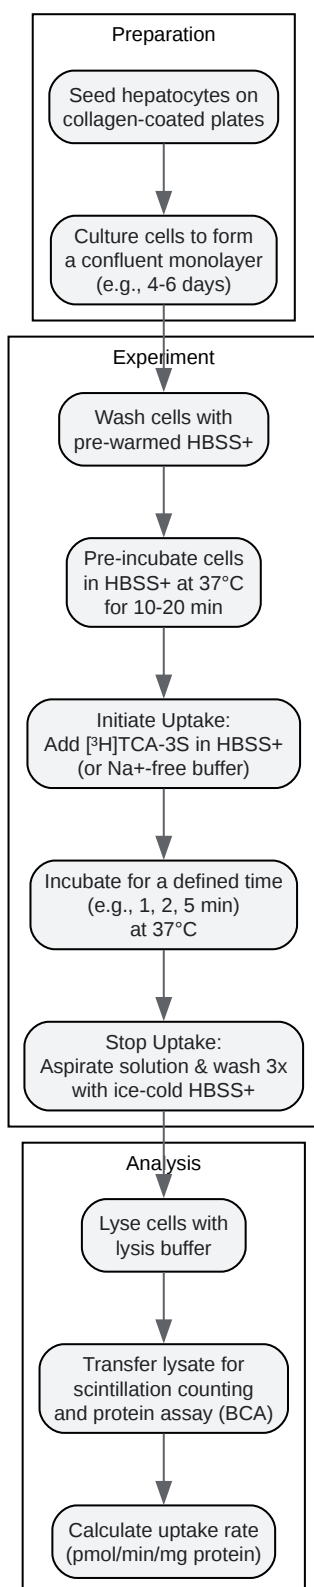 Preparation
Seed hepatocytes on
collagen-coated plates
Culture cells to form
a confluent monolayer
(e.g., 4-6 days)
Experiment
Wash cells with
pre-warmed HBSS+
Pre-incubate cells
in HBSS+ at 37°C
for 10-20 min
Initiate Uptake:
Add [³H]TCA-3S in HBSS+
(or Na+-free buffer)
Incubate for a defined time
(e.g., 1, 2, 5 min)
at 37°C
Stop Uptake:
Aspirate solution & wash 3x
with ice-cold HBSS+
Analysis
Lyse cells with
lysis buffer
Transfer lysate for
scintillation counting
and protein assay (BCA)
Calculate uptake rate
(pmol/min/mg protein)